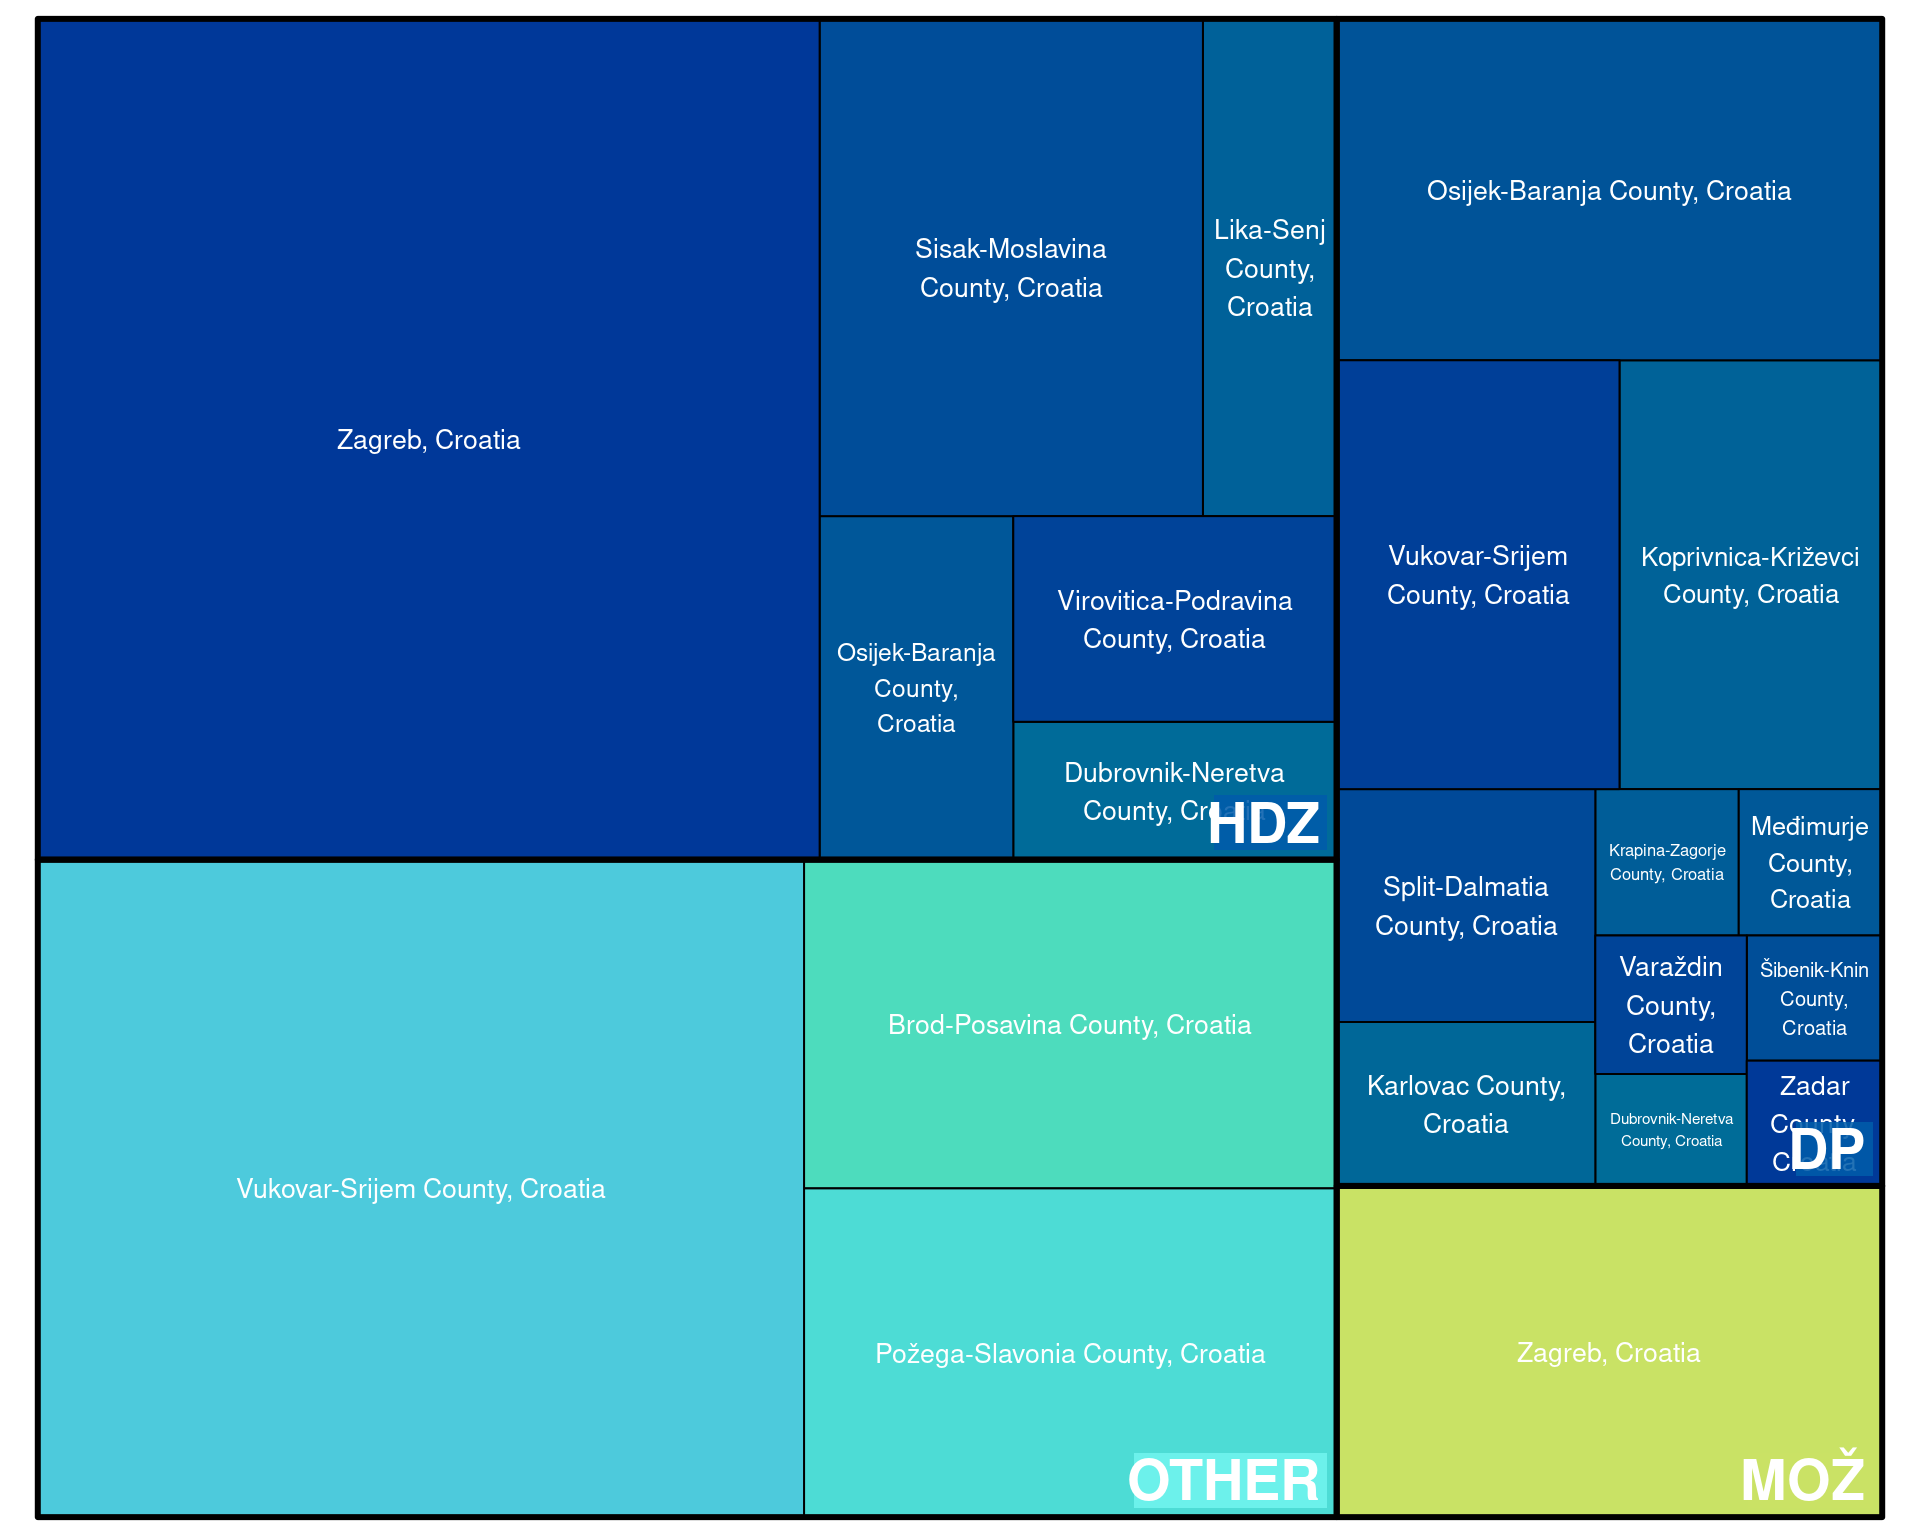 Zagreb, Croatia
Sisak-Moslavina
County, Croatia
Lika-Senj
County,
Croatia
Osijek-Baranja
County,
Croatia
Virovitica-Podravina
County, Croatia
Dubrovnik-Neretva
County, Croatia
HDZ
Osijek-Baranja County, Croatia
Vukovar-Srijem
County, Croatia
Koprivnica-Križevci
County, Croatia
Split-Dalmatia
County, Croatia
Krapina-Zagorje
County, Croatia
Međimurje
County,
Croatia
Varaždin
County,
Croatia
Šibenik-Knin
County,
Croatia
Karlovac County,
Croatia
Dubrovnik-Neretva
County, Croatia
Zadar
County,
Croatia
DP
Vukovar-Srijem County, Croatia
Brod-Posavina County, Croatia
Požega-Slavonia County, Croatia
OTHER
Zagreb, Croatia
MOŽ